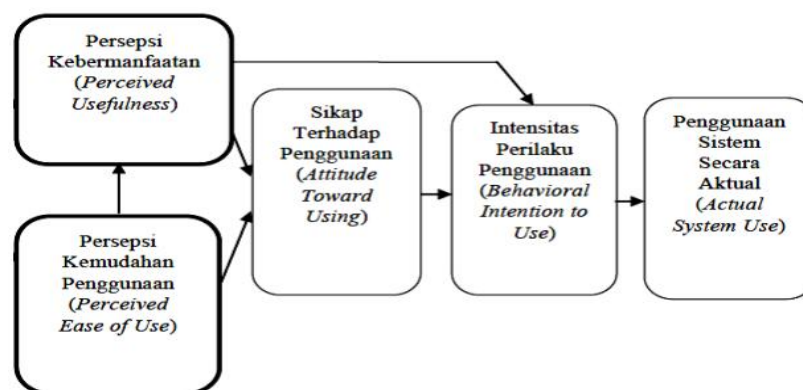 Persepsi
Kebermanfaatan
(Perceived
Usefulness)
Persepsi
Kemudahan
Penggunaan
(Perceived
Ease of Use)
Sikap
Terhadap
Penggunaan
(Attitude
Toward
Using)
Intensitas
Perilaku
Penggunaan
(Behavioral
Intention to
Use)
Penggunaan
Sistem
Secara
Aktual
(Actual
System Use)